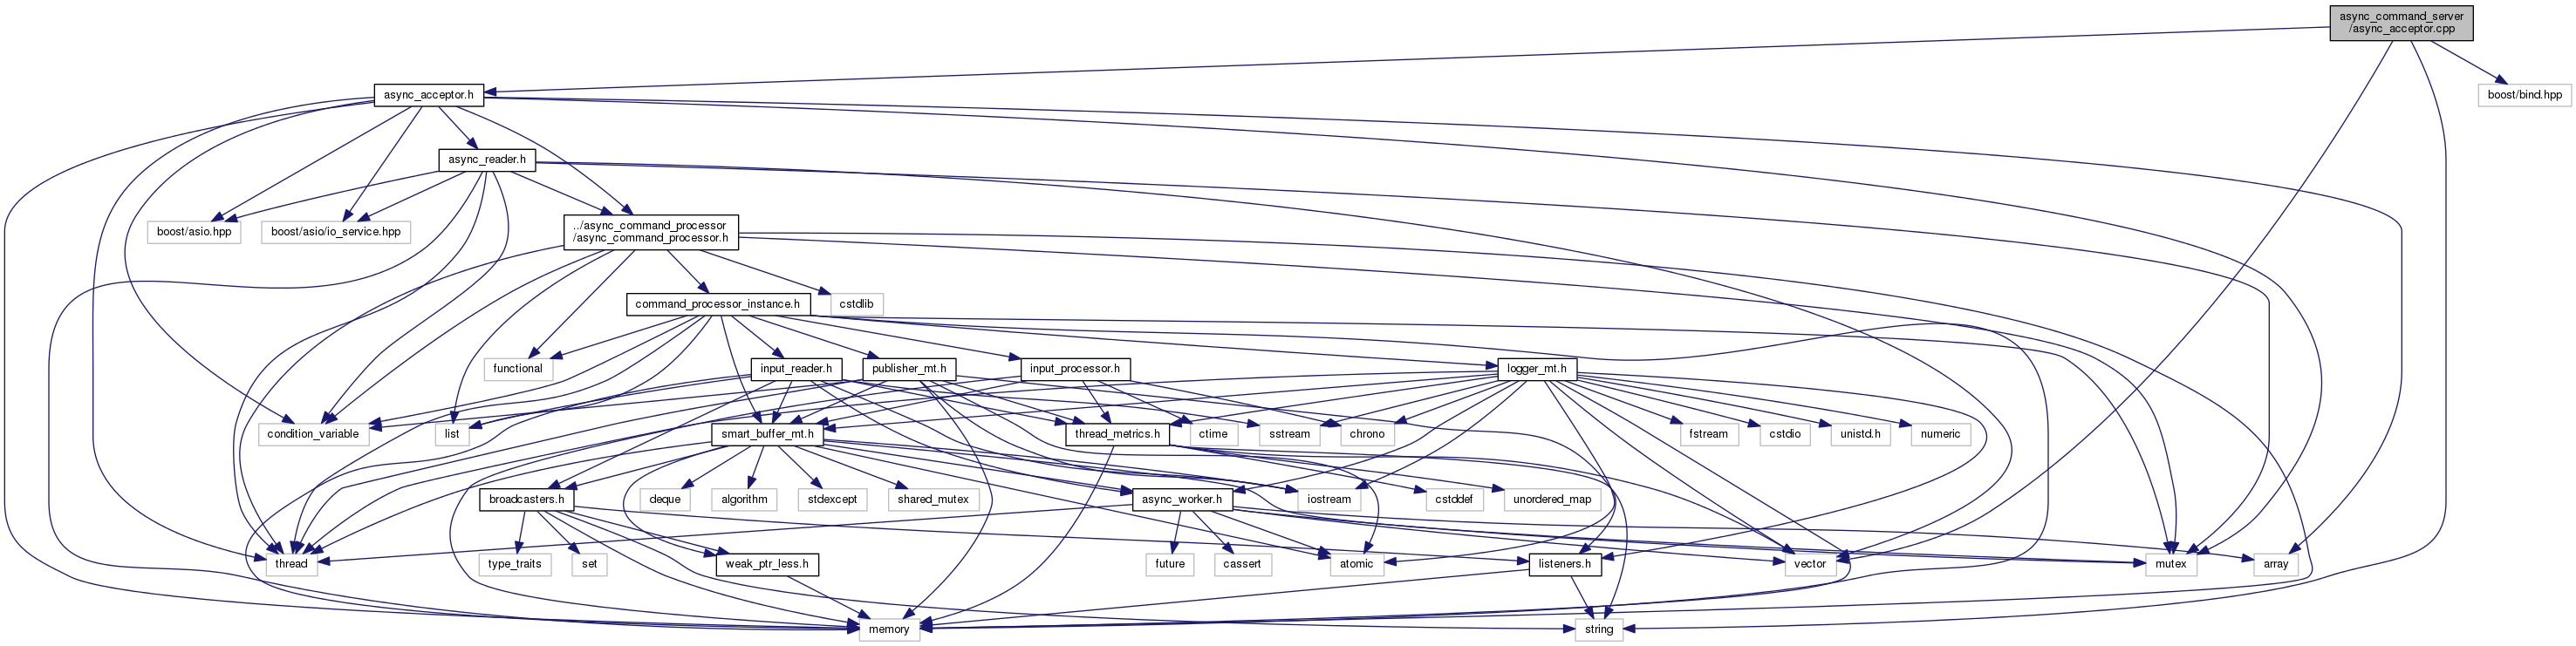 async_command_server
/async_acceptor.cpp
async_acceptor.h
boost/bind.hpp
async_reader.h
boost/asio.hpp
boost/asio/io_service.hpp
../async_command_processor
/async_command_processor.h
command_processor_instance.h
cstdlib
functional
input_reader.h
publisher_mt.h
input_processor.h
logger_mt.h
condition_variable
list
smart_buffer_mt.h
thread_metrics.h
ctime
sstream
chrono
fstream
cstdio
unistd.h
numeric
broadcasters.h
deque
algorithm
stdexcept
shared_mutex
async_worker.h
iostream
cstddef
unordered_map
thread
type_traits
set
weak_ptr_less.h
future
cassert
atomic
listeners.h
vector
mutex
array
memory
string